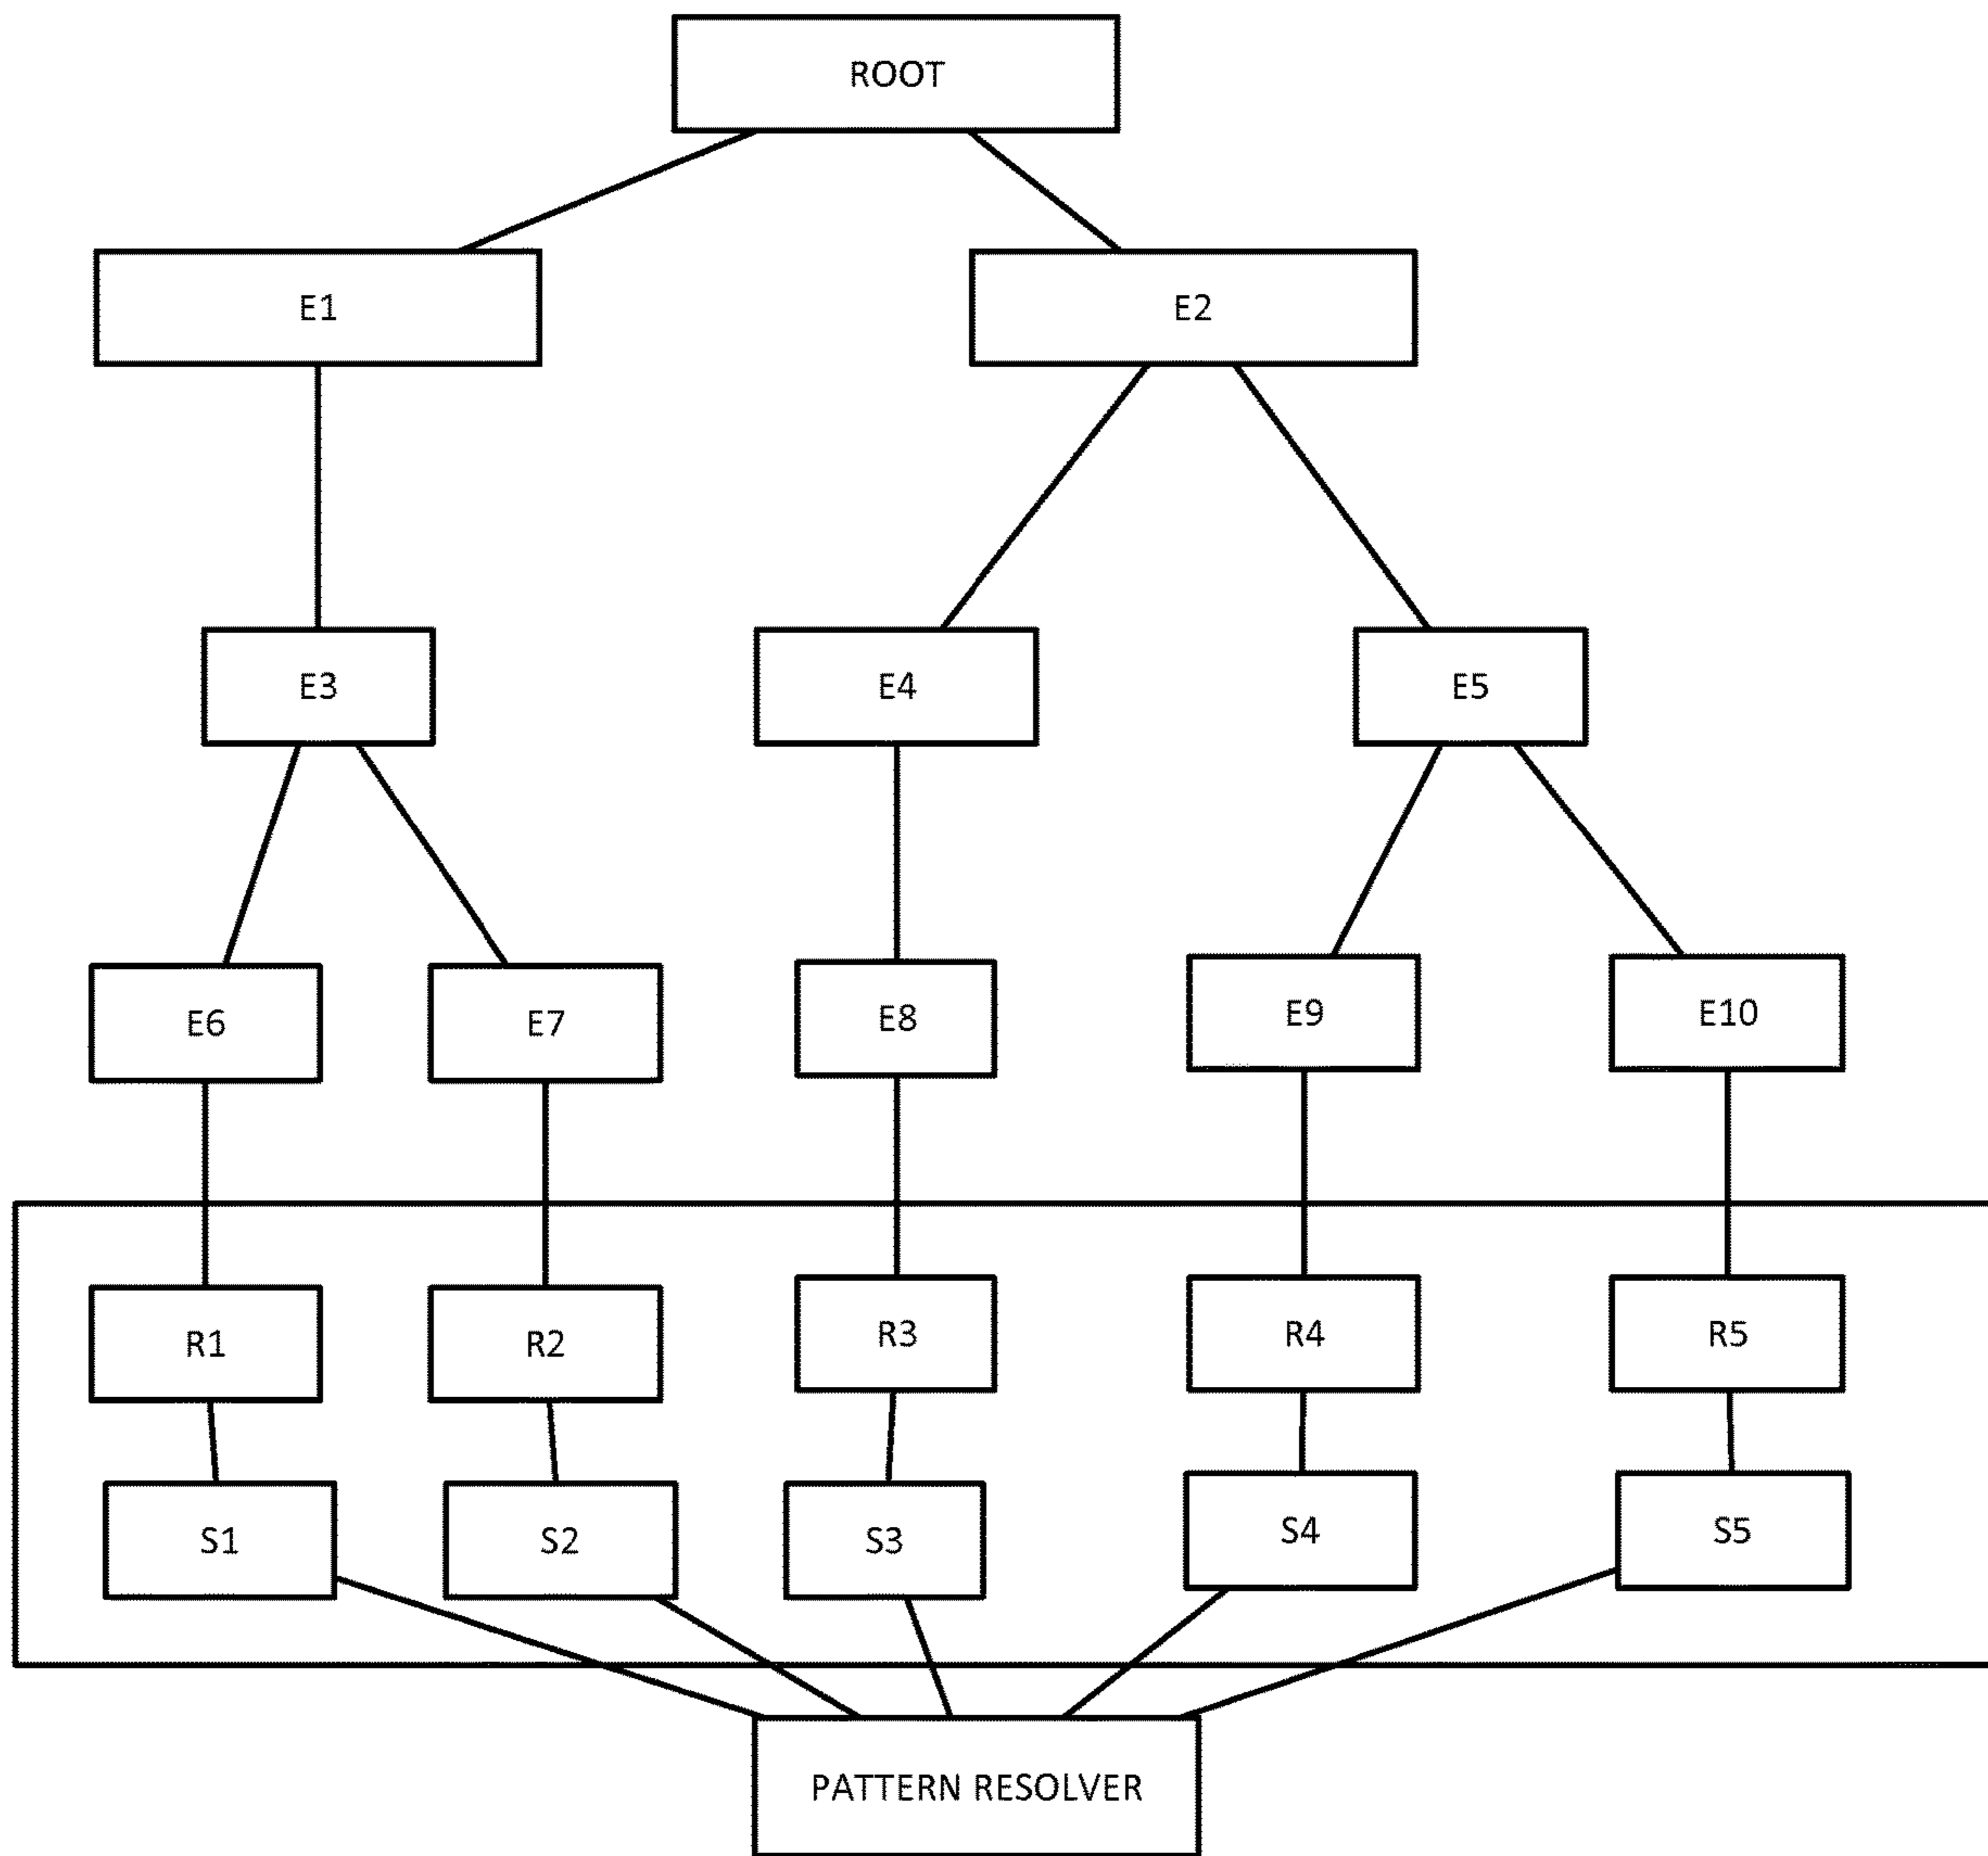 ROOT
E1
E2
E3
E4
E5
E6
E7
E8
E9
E10
R1
R2
R3
R4
R5
S1
S2
S3
S4
S5
PATTERN RESOLVER